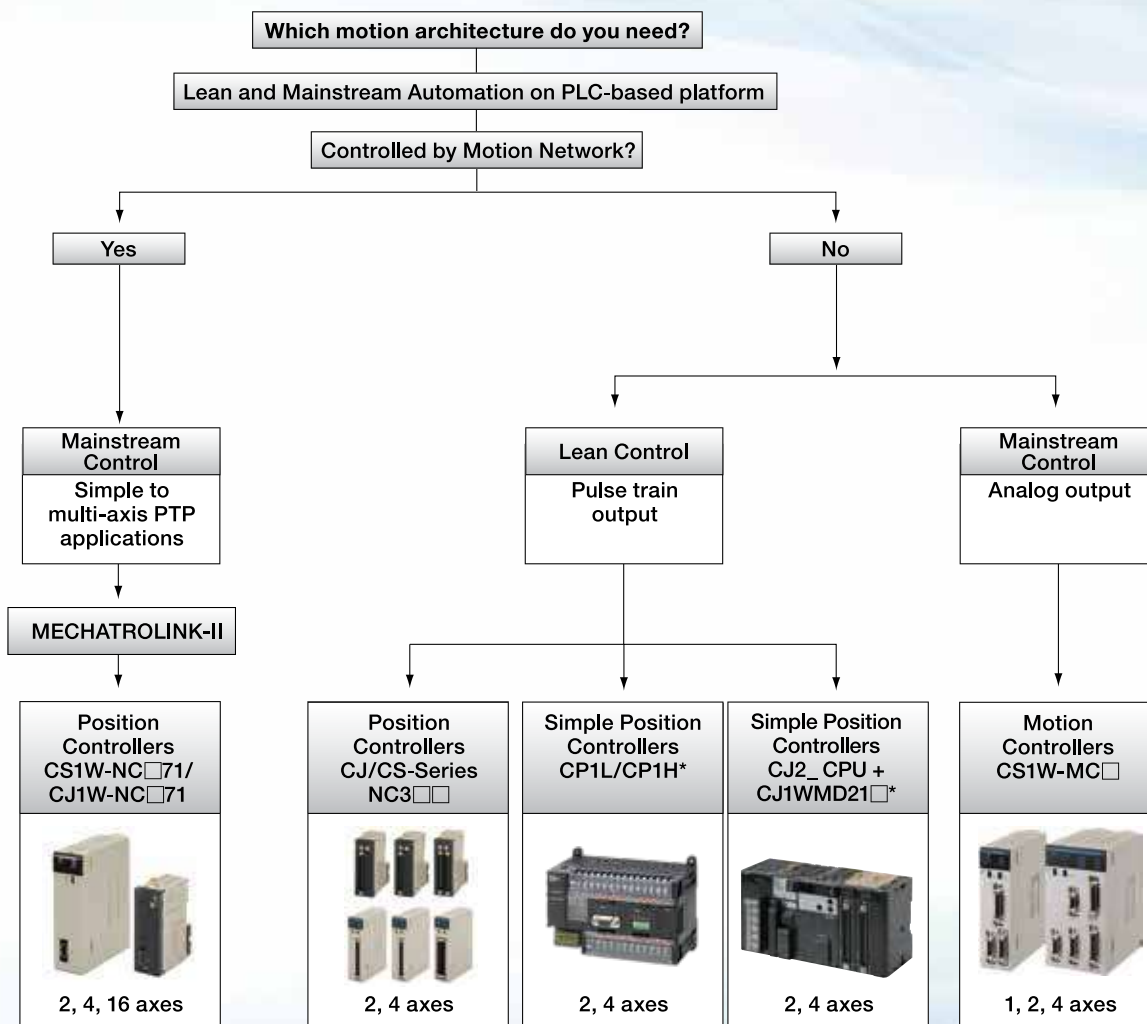 Which motion architecture do you need?
Lean and Mainstream Automation on PLC-based platform
Controlled by Motion Network?
Yes
No
Mainstream
Control
Simple to
multi-axis PTP
applications
Lean Control
Pulse train
output
Mainstream
Control
Analog output
MECHATROLINK-II
Position
Controllers
CS1W-NC□71/
CJ1W-NC□71
Position
Controllers
CJ/CS-Series
NC3□□
Simple Position
Controllers
CP1L/CP1H*
Simple Position
Controllers
CJ2_ CPU +
CJ1WMD21□*
Motion
Controllers
CS1W-MC□
2, 4, 16 axes
2, 4 axes
2, 4 axes
2, 4 axes
1, 2, 4 axes